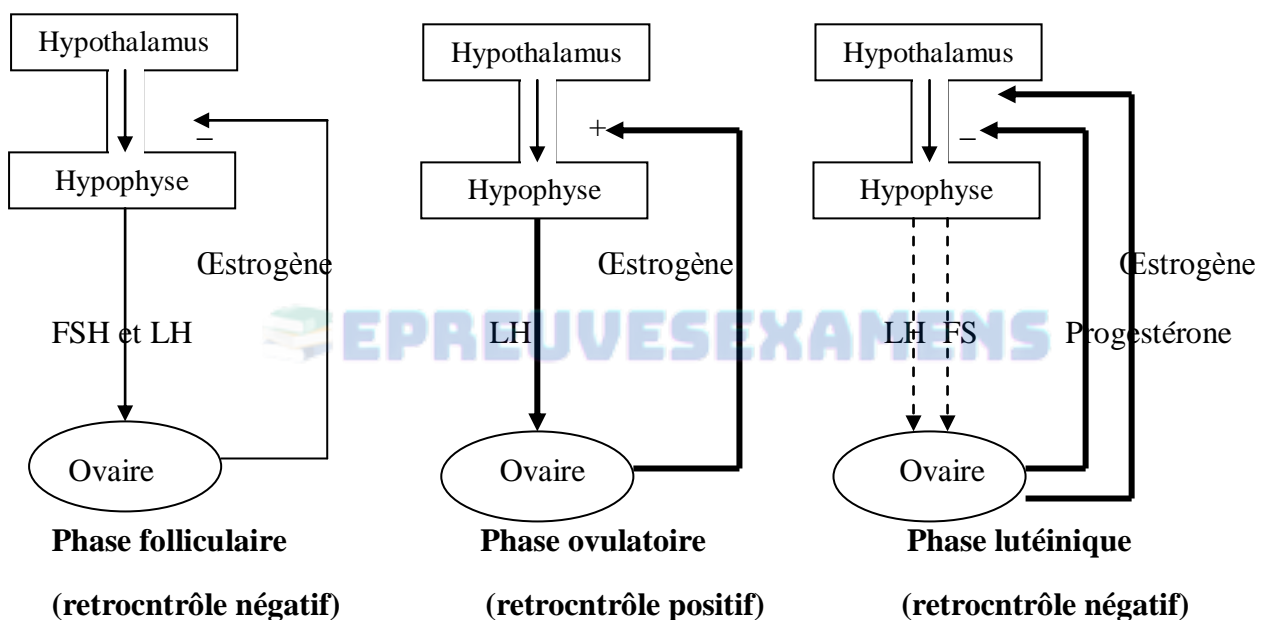 Hypothalamus
Hypophyse
Œstrogène
FSH et LH
Ovaire
Phase folliculaire
(retrocntrôle négatif)
Hypothalamus
+
Hypophyse
Œstrogène
LH
Ovaire
Phase ovulatoire
(retrocntrôle positif)
Hypothalamus
–
Hypophyse
Œstrogène
LH FS
Progestérone
Ovaire
Phase lutéinique
(retrocntrôle négatif)
–
EPREUVESEXAMENS